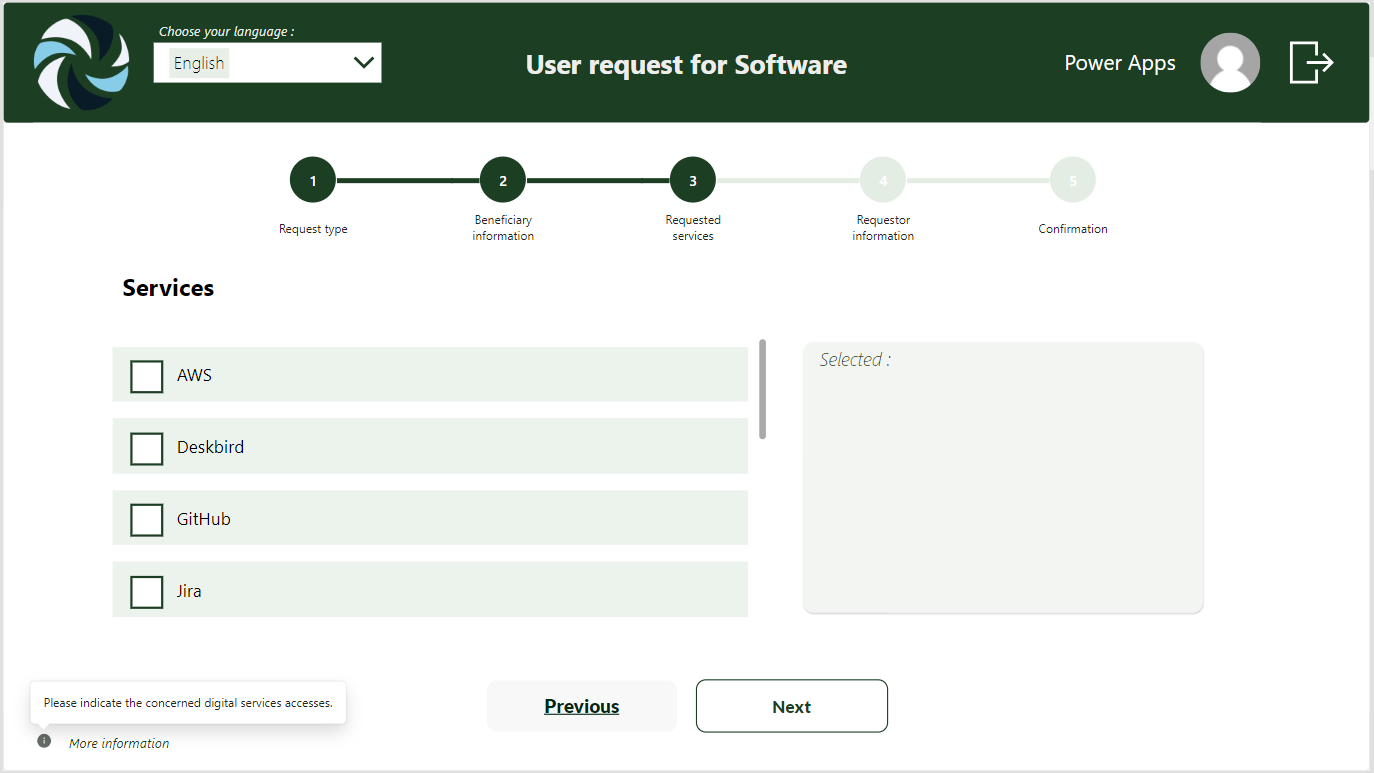 Choose your language :
English
User request for Software
Power Apps
1
2
3
4
5
Request type
Beneficiary
information
Requested
services
Requestor
information
Confirmation
Services
AWS
Deskbird
GitHub
Jira
Selected :
Please indicate the concerned digital services accesses.
More information
Previous
Next